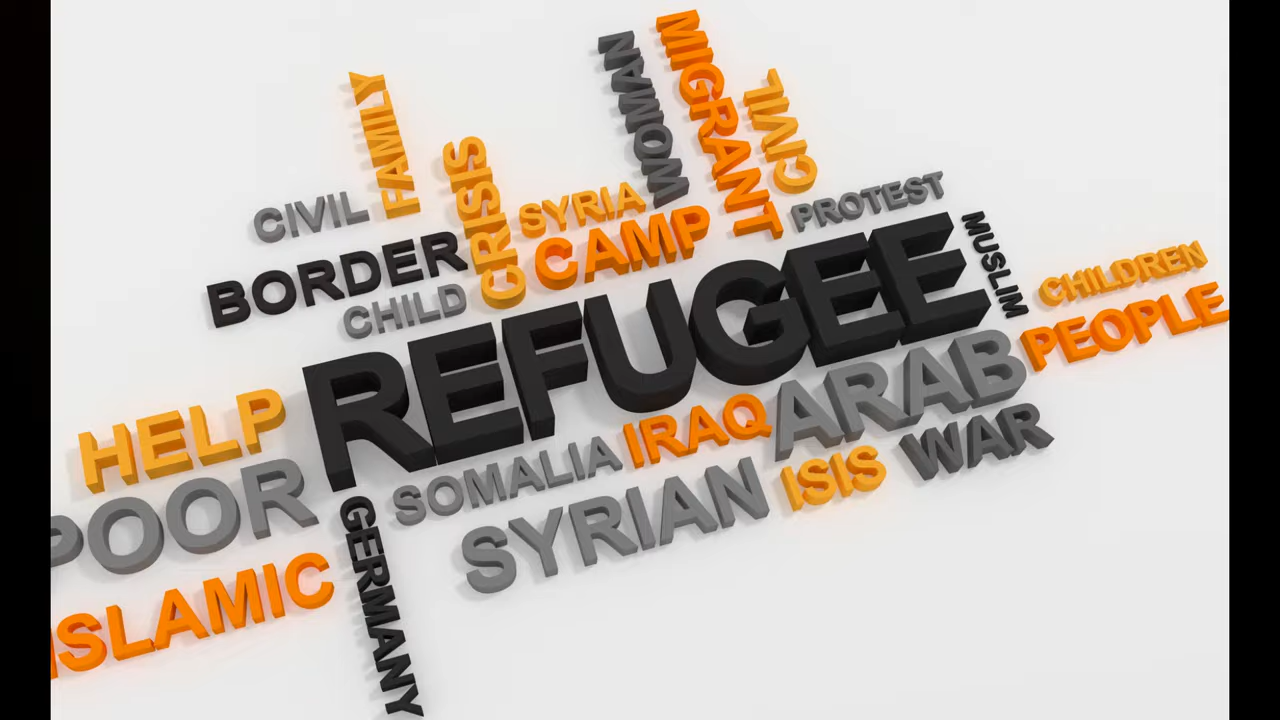 WOMAN
MIGRANT
FAMILY
CIVIL
CRISIS
SYRIA
CIVIL
PROTEST
BORDER
CAMP
CHILD
REFUGEE
MUSLIM
CHILDREN
PEOPLE
HELP
ARAB
IRAQ
WAR
POOR
SOMALIA
ISIS
SYRIAN
ISLAMIC
GERMANY